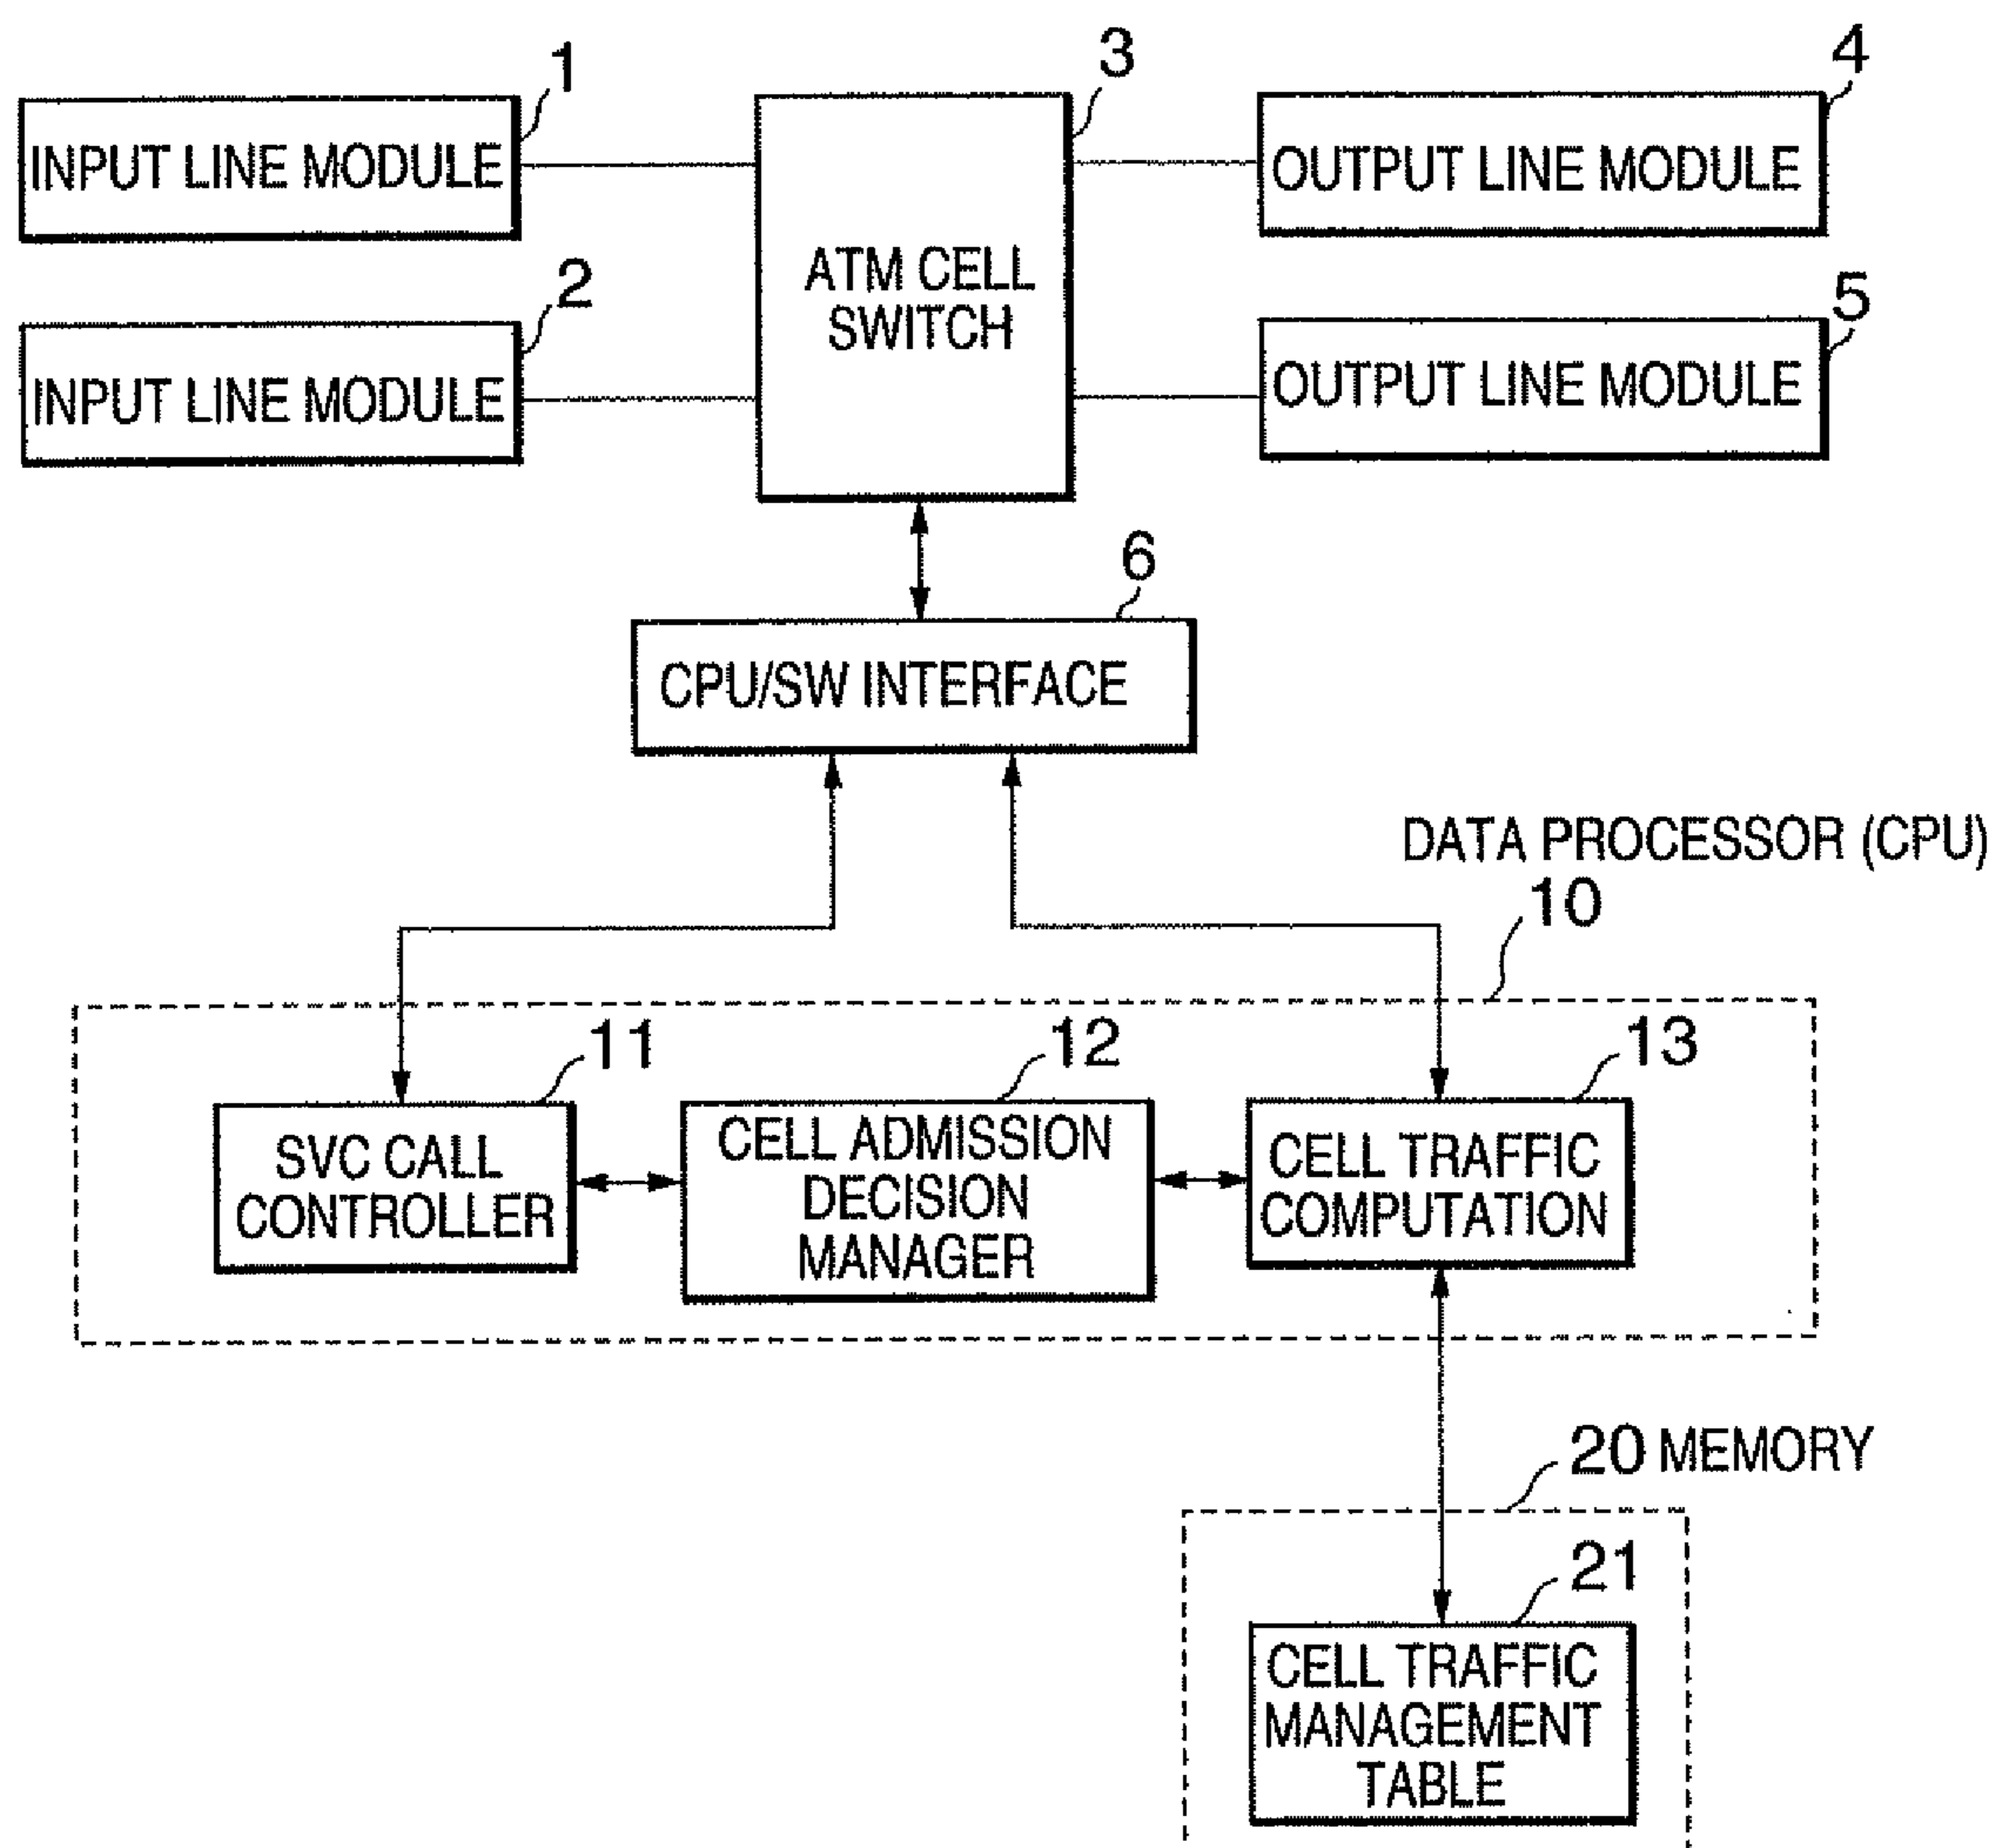 1
3
4
INPUT LINE MODULE
OUTPUT LINE MODULE
ATM CELL
SWITCH
2
5
INPUT LINE MODULE
OUTPUT LINE MODULE
6
CPU/SW INTERFACE
DATA PROCESSOR (CPU)
10
11
12
13
SVC CALL
CONTROLLER
CELL ADMISSION
DECISION
MANAGER
CELL TRAFFIC
COMPUTATION
20 MEMORY
21
CELL TRAFFIC
MANAGEMENT
TABLE